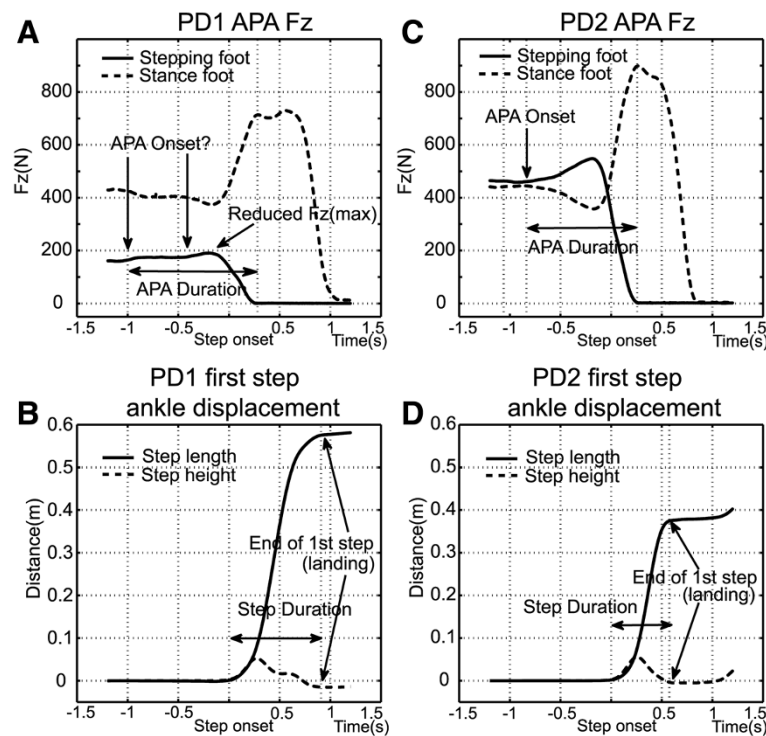 A
PD1 APA Fz
Stepping foot
Stance foot
APA Onset?
Reduced Fz(max)
APA Duration
Fz(N)
800
600
400
200
0
-1.5
-1
-0.5
0
0.5
1
1.5
Step onset
Time(s)
C
PD2 APA Fz
Stepping foot
Stance foot
APA Onset
APA Duration
Fz(N)
800
600
400
200
0
-1.5
-1
-0.5
0
0.5
1
1.5
Step onset
Time(s)
B
PD1 first step
ankle displacement
Step length
Step height
End of 1st step
(landing)
Step Duration
Distance(m)
0.6
0.5
0.4
0.3
0.2
0.1
0
-1.5
-1
-0.5
0
0.5
1
1.5
Step onset
Time(s)
D
PD2 first step
ankle displacement
Step length
Step height
End of 1st step
(landing)
Step Duration
Distance(m)
0.6
0.5
0.4
0.3
0.2
0.1
0
-1.5
-1
-0.5
0
0.5
1
1.5
Step onset
Time(s)